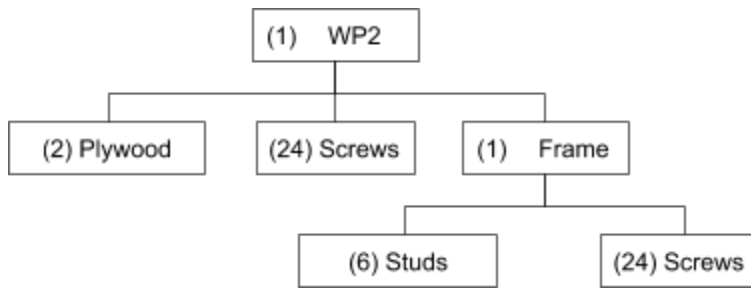 (1) WP2
(2) Plywood
(24) Screws
(1) Frame
(6) Studs
(24) Screws